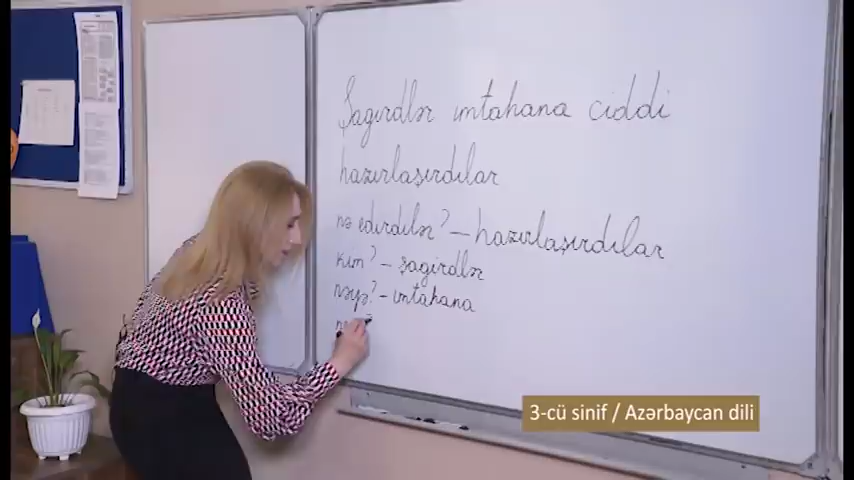 Şagirdlər imtahana ciddi
hazırlaşırdılar
nə edirdilər? – hazırlaşırdılar
kim? – şagirdlər
nəyə? – imtahana
3-cü sinif / Azərbaycan dili